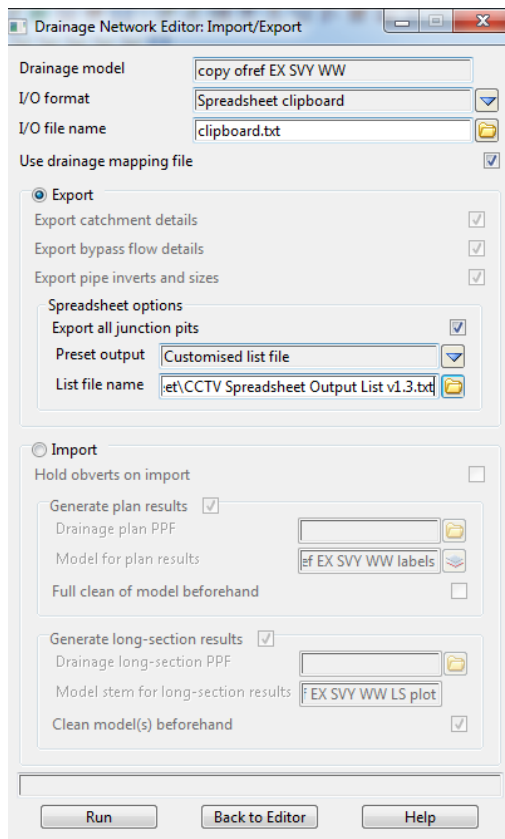 Drainage Network Editor: Import/Export
Drainage model copy ofref EX SVY WW
I/O format Spreadsheet clipboard
I/O file name clipboard.txt
Use drainage mapping file
Export
Export catchment details
Export bypass flow details
Export pipe inverts and sizes
Spreadsheet options
Export all junction pits
Preset output Customised list file
List file name et\CCTV Spreadsheet Output List v1.3.txt
Import
Hold obverts on import
Generate plan results
Drainage plan PPF
Model for plan results ef EX SVY WW labels
Full clean of model beforehand
Generate long-section results
Drainage long-section PPF
Model stem for long-section results f EX SVY WW LS plot
Clean model(s) beforehand
Run Back to Editor Help